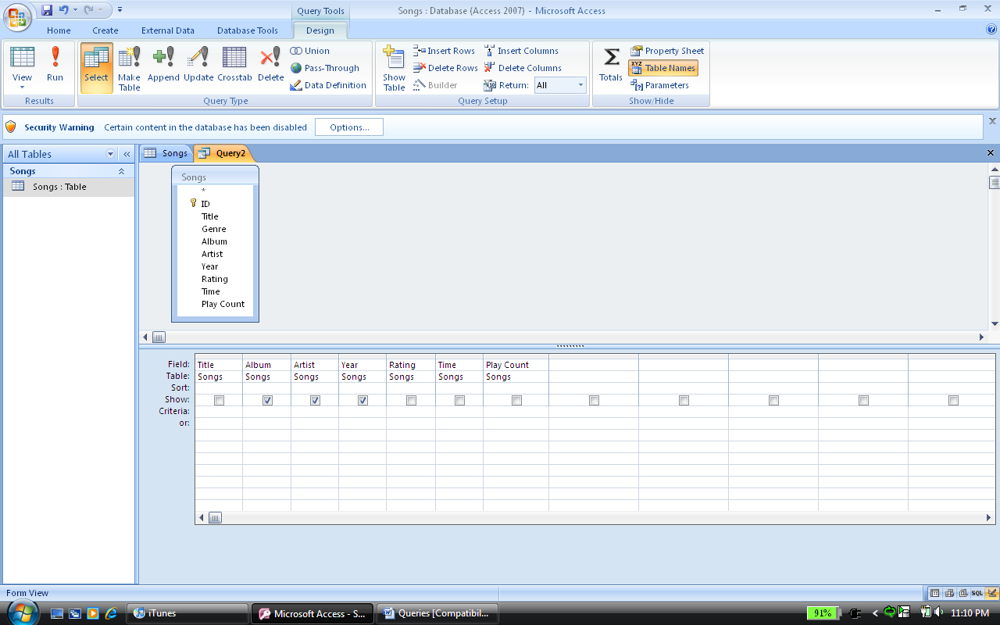 Query Tools
Songs : Database (Access 2007) - Microsoft Access
Home Create External Data Database Tools Design
View
Run
Results
Select
Make Table
Append
Update
Crosstab
Delete
Union
Pass-Through
Data Definition
Query Type
Show Table
Insert Rows
Delete Rows
Builder
Insert Columns
Delete Columns
Return: All
Query Setup
Σ
Totals
Property Sheet
XYZ
Table Names
Parameters
Show/Hide
Security Warning Certain content in the database has been disabled Options...
All Tables «
Songs
Songs : Table
Songs Query2
Songs
*
ID
Title
Genre
Album
Artist
Year
Rating
Time
Play Count
Field: Title Album Artist Year Rating Time Play Count
Table: Songs Songs Songs Songs Songs Songs Songs
Sort:
Show:
Criteria:
or:
Form View
SQL
iTunes
Microsoft Access - S...
Queries [Compatibil...
91%
11:10 PM